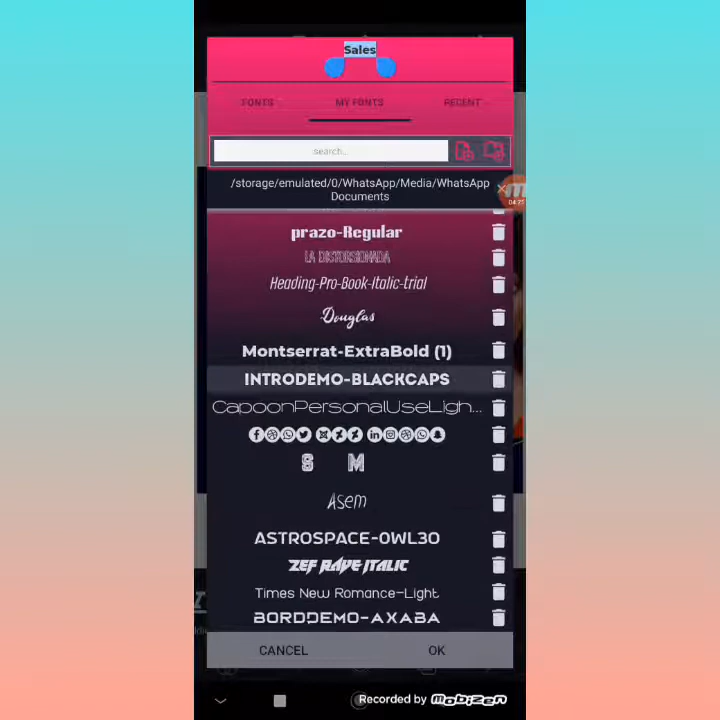 Sales
FONTS
MY FONTS
RECENT
search...
/storage/emulated/0/WhatsApp/Media/WhatsApp
Documents
prazo-Regular
LA DISTORSIONADA
Heading-Pro-Book-Italic-trial
Douglas
Montserrat-ExtraBold (1)
INTRODEMO-BLACKCAPS
CapoonPersonalUseLigh...
S M
Asem
ASTROSPACE-0WL3O
ZEF RAVE ITALIC
Times New Romance-Light
BORDDEMO-AXABA
CANCEL
OK
Recorded by mobizen